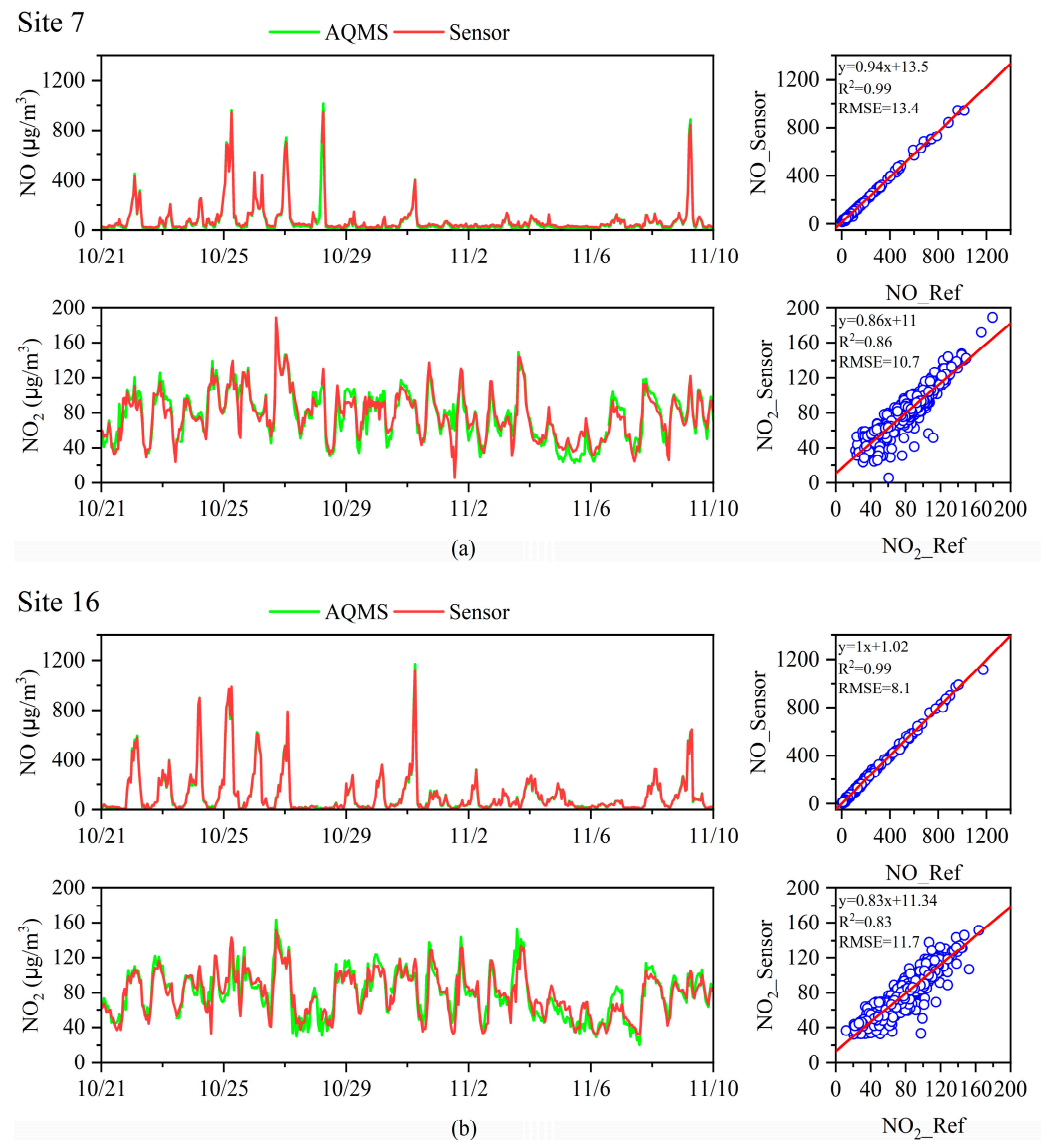 Site 7
AQMS Sensor
NO (µg/m³)
1200
800
400
0
10/21 10/25 10/29 11/2 11/6 11/10
NO_Sensor
1200
800
400
0
y=0.94x+13.5
R²=0.99
RMSE=13.4
0 400 800 1200
NO_Ref
NO₂ (µg/m³)
200
160
120
80
40
0
10/21 10/25 10/29 11/2 11/6 11/10
NO₂_Sensor
200
160
120
80
40
0
y=0.86x+11
R²=0.86
RMSE=10.7
0 40 80 120 160 200
NO₂_Ref
(a)
Site 16
AQMS Sensor
NO (µg/m³)
1200
800
400
0
10/21 10/25 10/29 11/2 11/6 11/10
NO_Sensor
1200
800
400
0
y=1x+1.02
R²=0.99
RMSE=8.1
0 400 800 1200
NO_Ref
NO₂ (µg/m³)
200
160
120
80
40
0
10/21 10/25 10/29 11/2 11/6 11/10
NO₂_Sensor
200
160
120
80
40
0
y=0.83x+11.34
R²=0.83
RMSE=11.7
0 40 80 120 160 200
NO₂_Ref
(b)